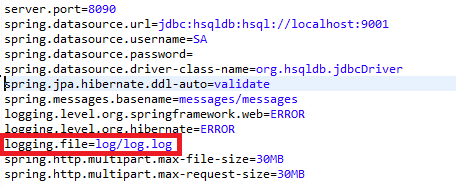 server.port=8090
spring.datasource.url=jdbc:hsqldb:hsql://localhost:9001
spring.datasource.username=SA
spring.datasource.password=
spring.datasource.driver-class-name=org.hsqldb.jdbcDriver
spring.jpa.hibernate.ddl-auto=validate
spring.messages.basename=messages/messages
logging.level.org.springframework.web=ERROR
logging.level.org.hibernate=ERROR
logging.file=log/log.log
spring.http.multipart.max-file-size=30MB
spring.http.multipart.max-request-size=30MB